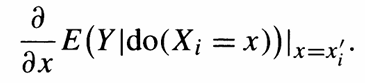 ∂/∂x E(Y|do(X_i = x))|_{x=x'_i}.